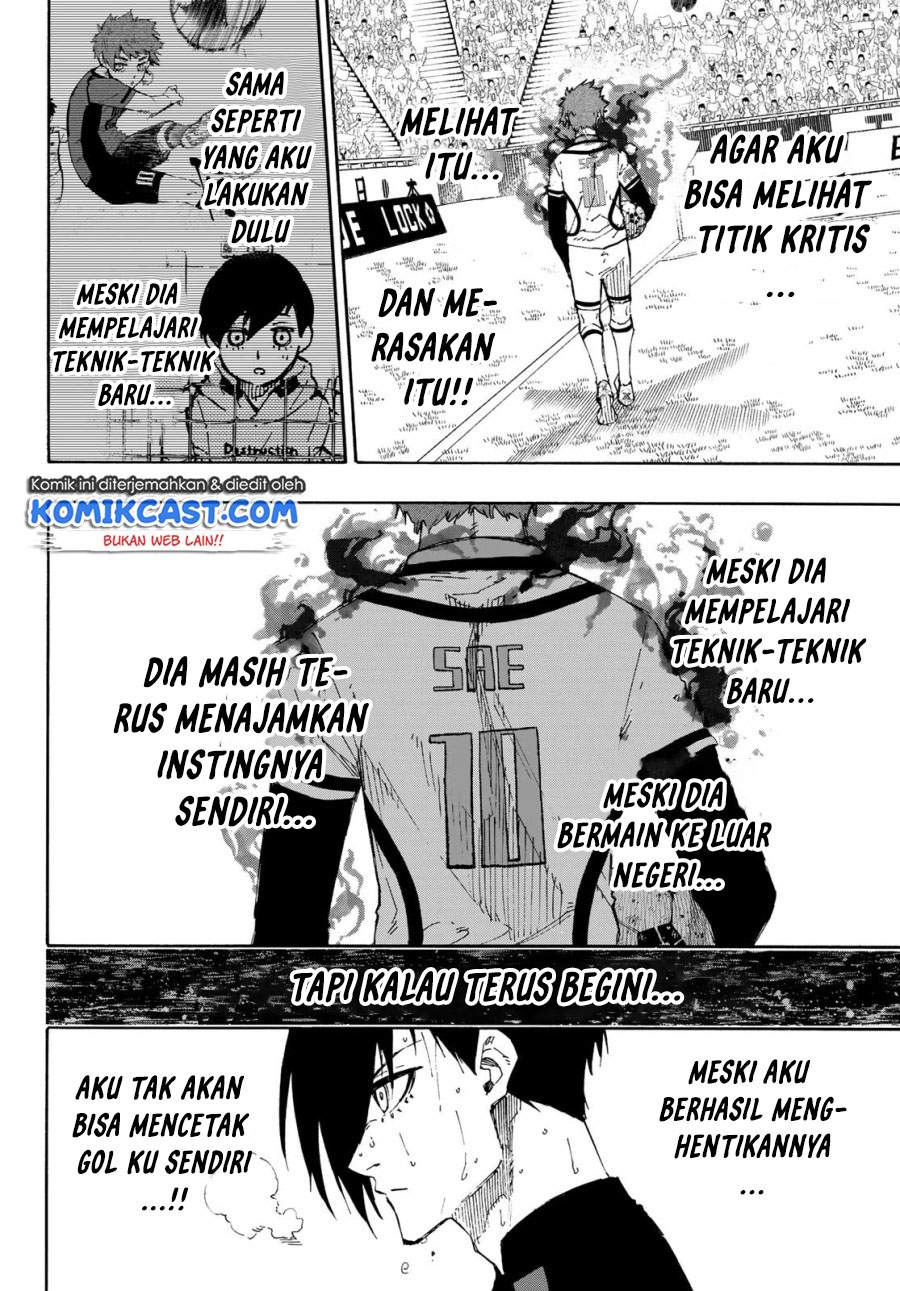 AGAR AKU
BISA MELIHAT
TITIK KRITIS
...
MELIHAT
ITU...
DAN ME-
RASAKAN
ITU!!
UE LOCK
E
10
SAMA
SEPERTI
YANG AKU
LAKUKAN
DULU
10
MESKI DIA
MEMPELAJARI
TEKNIK-TEKNIK
BARU...
Destruction
Komik ini diterjemahkan & diedit oleh
KOMIKCAST.COM
BUKAN WEB LAIN!!
MESKI DIA
MEMPELAJARI
TEKNIK-TEKNIK
BARU...
SAE
10
DIA MASIH TE-
RUS MENAJAMKAN
INSTINGNYA
SENDIRI...
MESKI DIA
BERMAIN KE LUAR
NEGERI...
TAPI KALAU TERUS BEGINI...
MESKI AKU
BERHASIL MENG-
HENTIKANNYA
...
AKU TAK AKAN
BISA MENCETAK
GOL KU SENDIRI
...!!